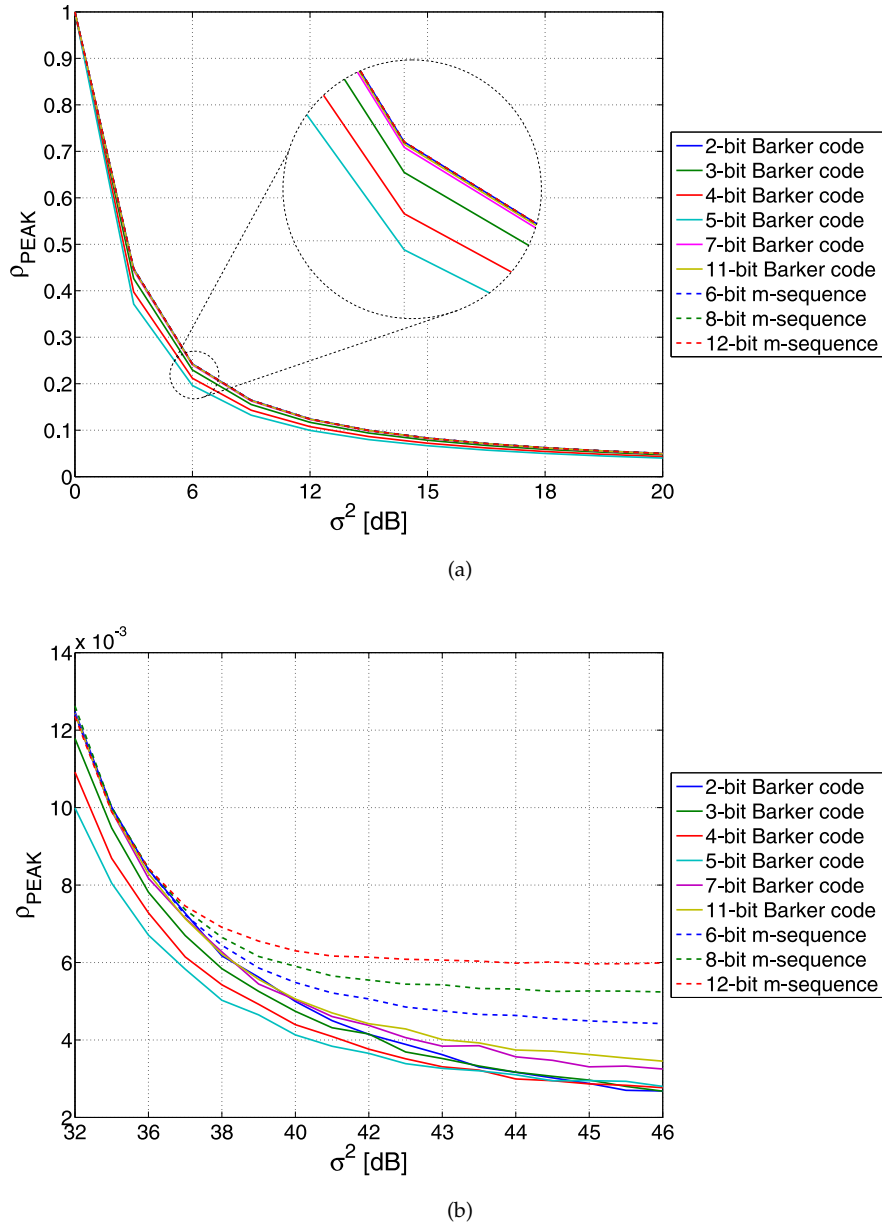 1
0.9
0.8
0.7
0.6
0.5
0.4
0.3
0.2
0.1
0
ρPEAK
0 6 12 15 18 20
σ² [dB]
2-bit Barker code
3-bit Barker code
4-bit Barker code
5-bit Barker code
7-bit Barker code
11-bit Barker code
6-bit m-sequence
8-bit m-sequence
12-bit m-sequence
(a)
x 10⁻³
14
12
10
8
6
4
2
ρPEAK
32 36 38 40 42 43 44 45 46
σ² [dB]
2-bit Barker code
3-bit Barker code
4-bit Barker code
5-bit Barker code
7-bit Barker code
11-bit Barker code
6-bit m-sequence
8-bit m-sequence
12-bit m-sequence
(b)